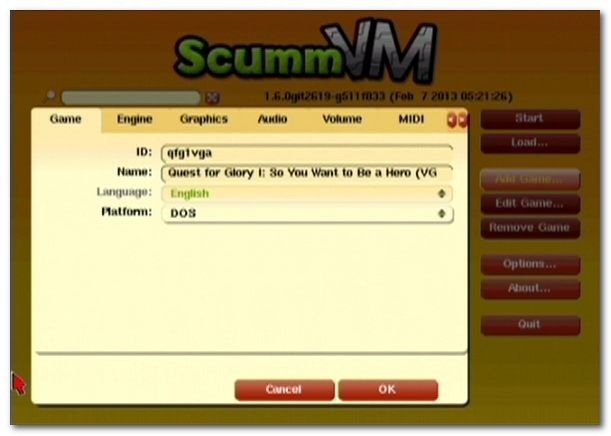 ScummVM
1.6.0git2619-g511f033 (Feb 7 2013 05:21:26)
Game Engine Graphics Audio Volume MIDI
ID: qfg1vga
Name: Quest for Glory I: So You Want to Be a Hero (VG
Language: English
Platform: DOS
Cancel OK
Start
Load...
Add Game...
Edit Game...
Remove Game
Options...
About...
Quit